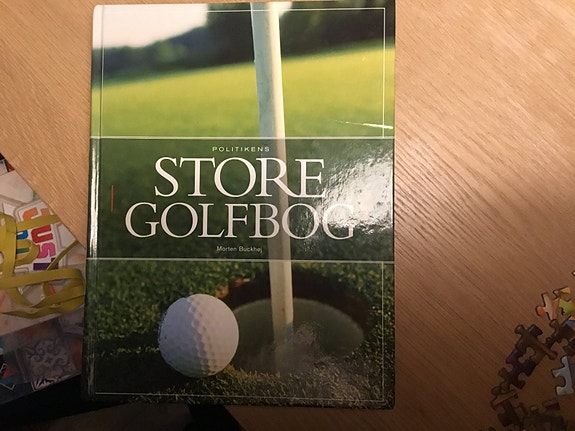 POLITIKENS
STORE
GOLFBOG
Morten Buckhøj